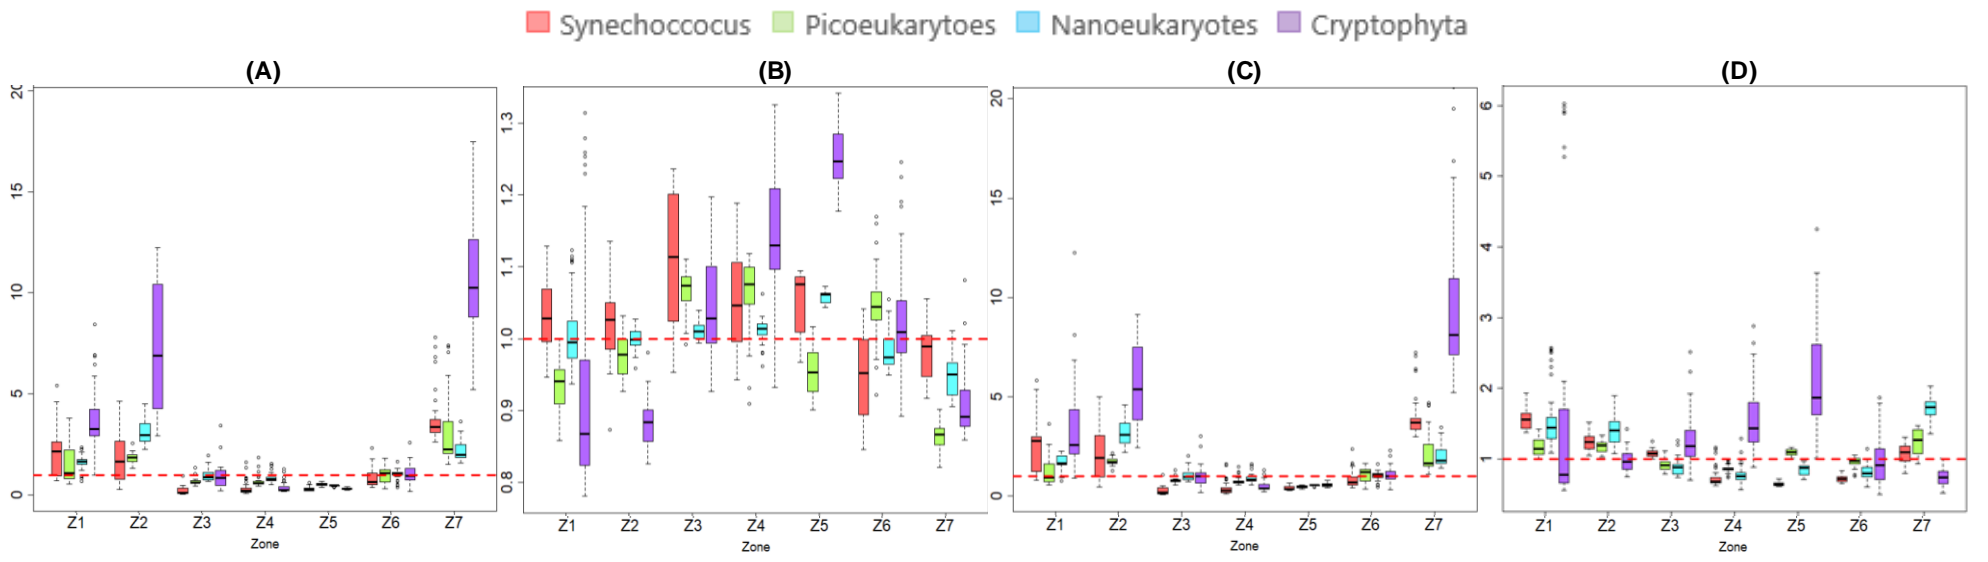 Synechoccocus Picoeukarytoes Nanoeukaryotes Cryptophyta
(A) (B) (C) (D)
20
15
10
5
0
Z1 Z2 Z3 Z4 Z5 Z6 Z7
Zone
1.3
1.2
1.1
1.0
0.9
0.8
Z1 Z2 Z3 Z4 Z5 Z6 Z7
Zone
20
15
10
5
0
Z1 Z2 Z3 Z4 Z5 Z6 Z7
Zone
6
5
4
3
2
1
Z1 Z2 Z3 Z4 Z5 Z6 Z7
Zone